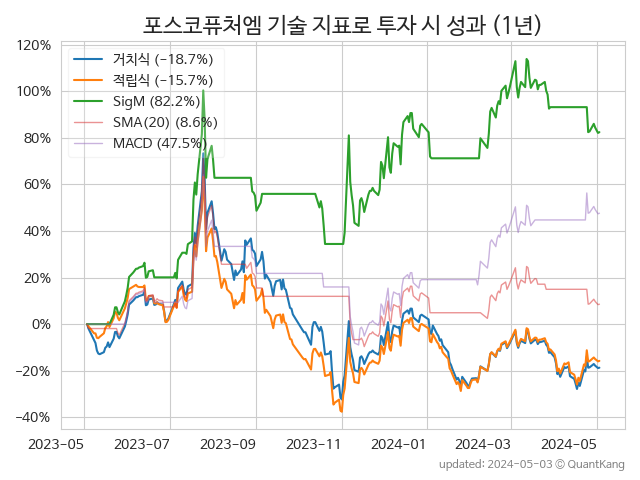 포스코퓨처엠 기술 지표로 투자 시 성과 (1년)
120%
100%
80%
60%
40%
20%
0%
−20%
−40%
거치식 (−18.7%)
적립식 (−15.7%)
SigM (82.2%)
SMA(20) (8.6%)
MACD (47.5%)
2023-05
2023-07
2023-09
2023-11
2024-01
2024-03
2024-05
updated: 2024-05-03 © QuantKang